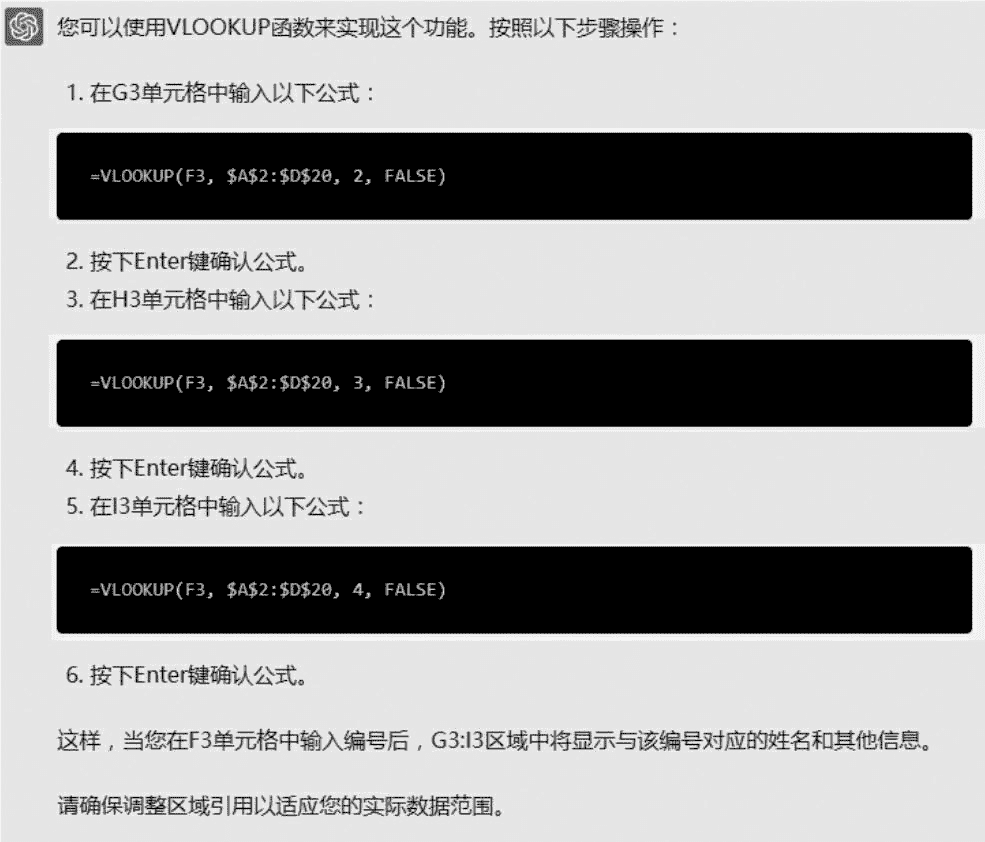 您可以使用VLOOKUP函数来实现这个功能。按照以下步骤操作：
1. 在G3单元格中输入以下公式：
=VLOOKUP(F3, $A$2:$D$20, 2, FALSE)
2. 按下Enter键确认公式。
3. 在H3单元格中输入以下公式：
=VLOOKUP(F3, $A$2:$D$20, 3, FALSE)
4. 按下Enter键确认公式。
5. 在I3单元格中输入以下公式：
=VLOOKUP(F3, $A$2:$D$20, 4, FALSE)
6. 按下Enter键确认公式。
这样，当您在F3单元格中输入编号后，G3:I3区域中将显示与该编号对应的姓名和其他信息。
请确保调整区域引用以适应您的实际数据范围。